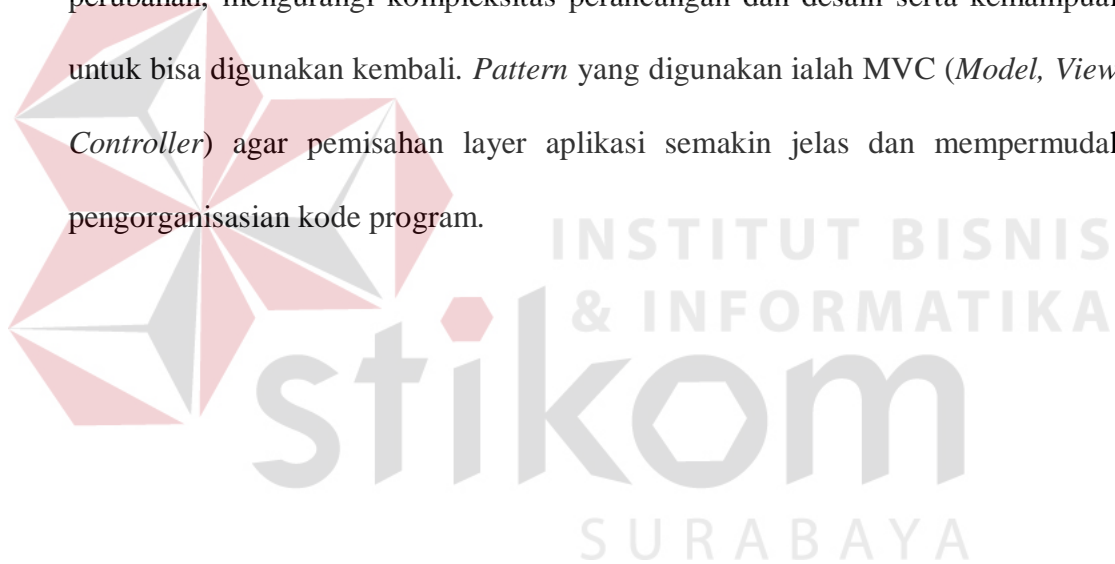 perubahan, mengurangi kompleksitas perancangan dan desain serta kemampuan
untuk bisa digunakan kembali. Pattern yang digunakan ialah MVC (Model, View
Controller) agar pemisahan layer aplikasi semakin jelas dan mempermudah
pengorganisasian kode program.
INSTITUT BISNIS
& INFORMATIKA
stikom
SURABAYA